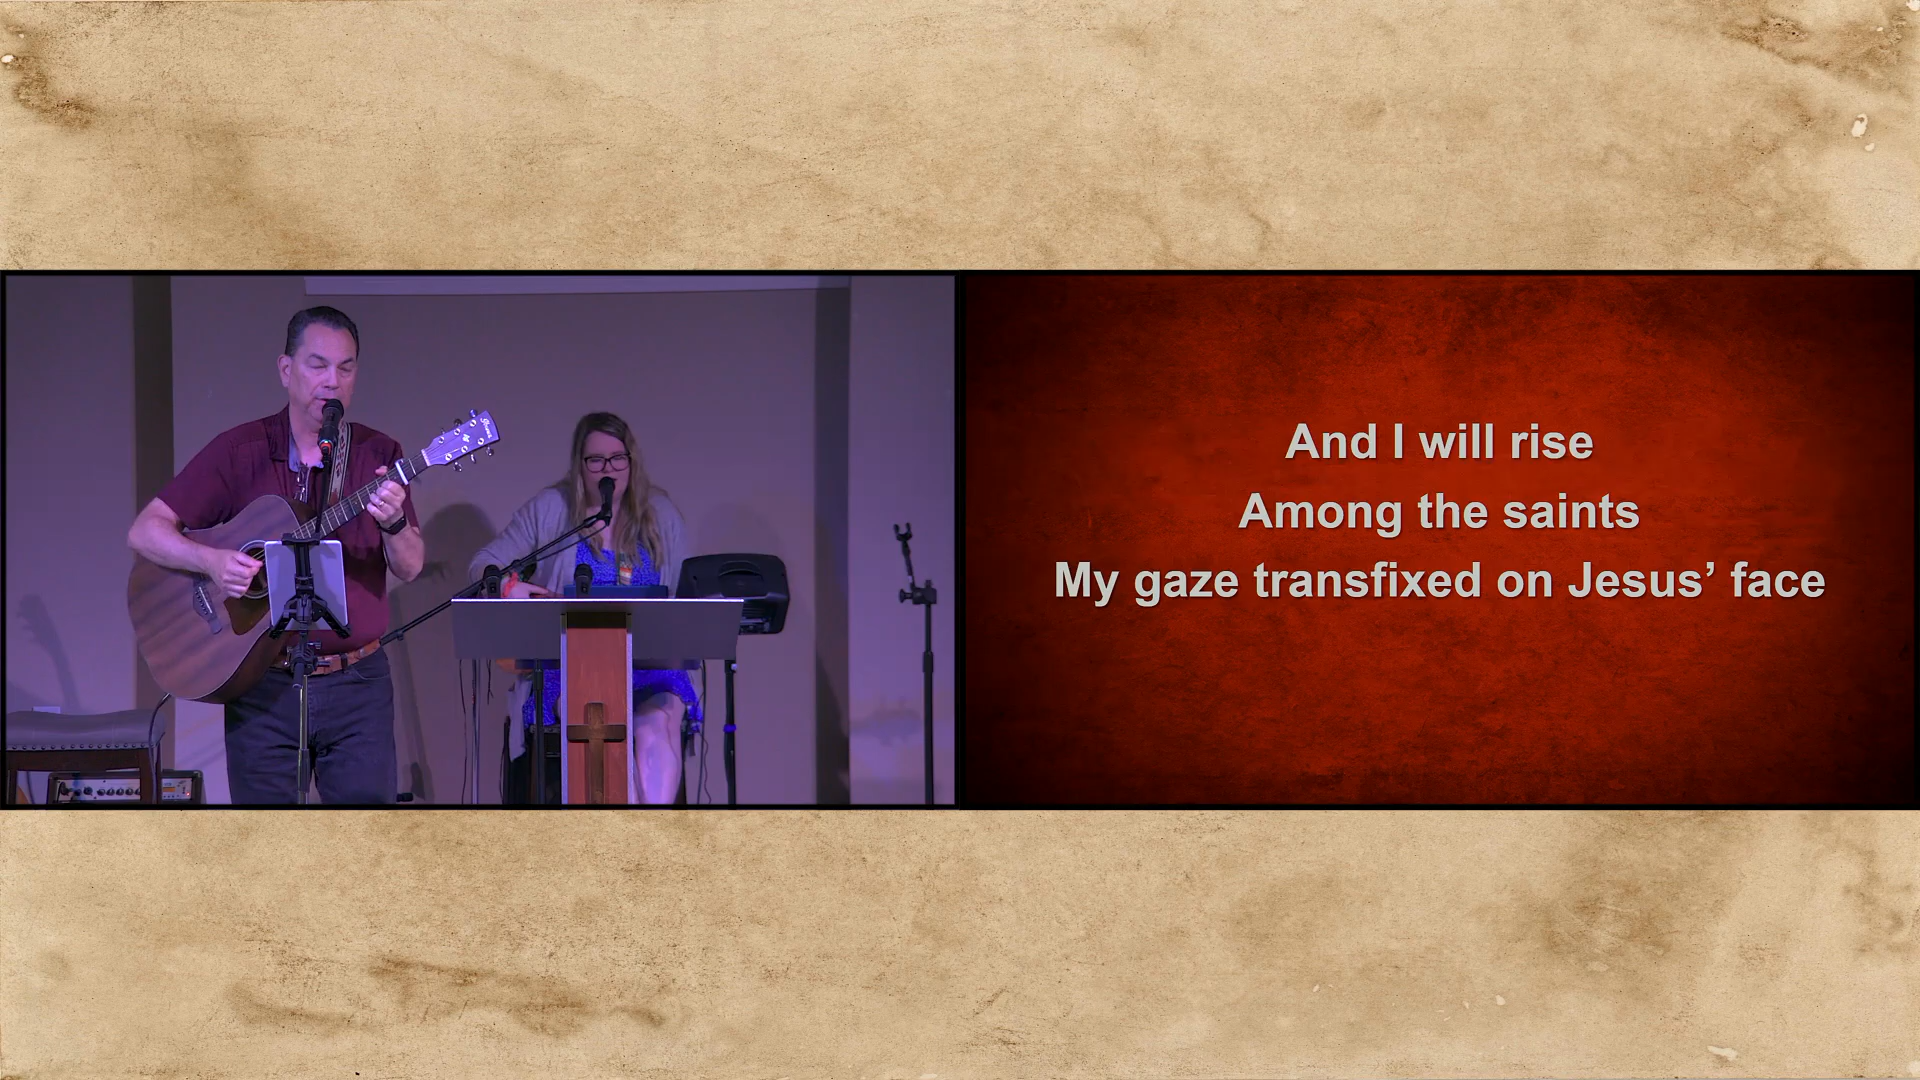 And I will rise
Among the saints
My gaze transfixed on Jesus’ face